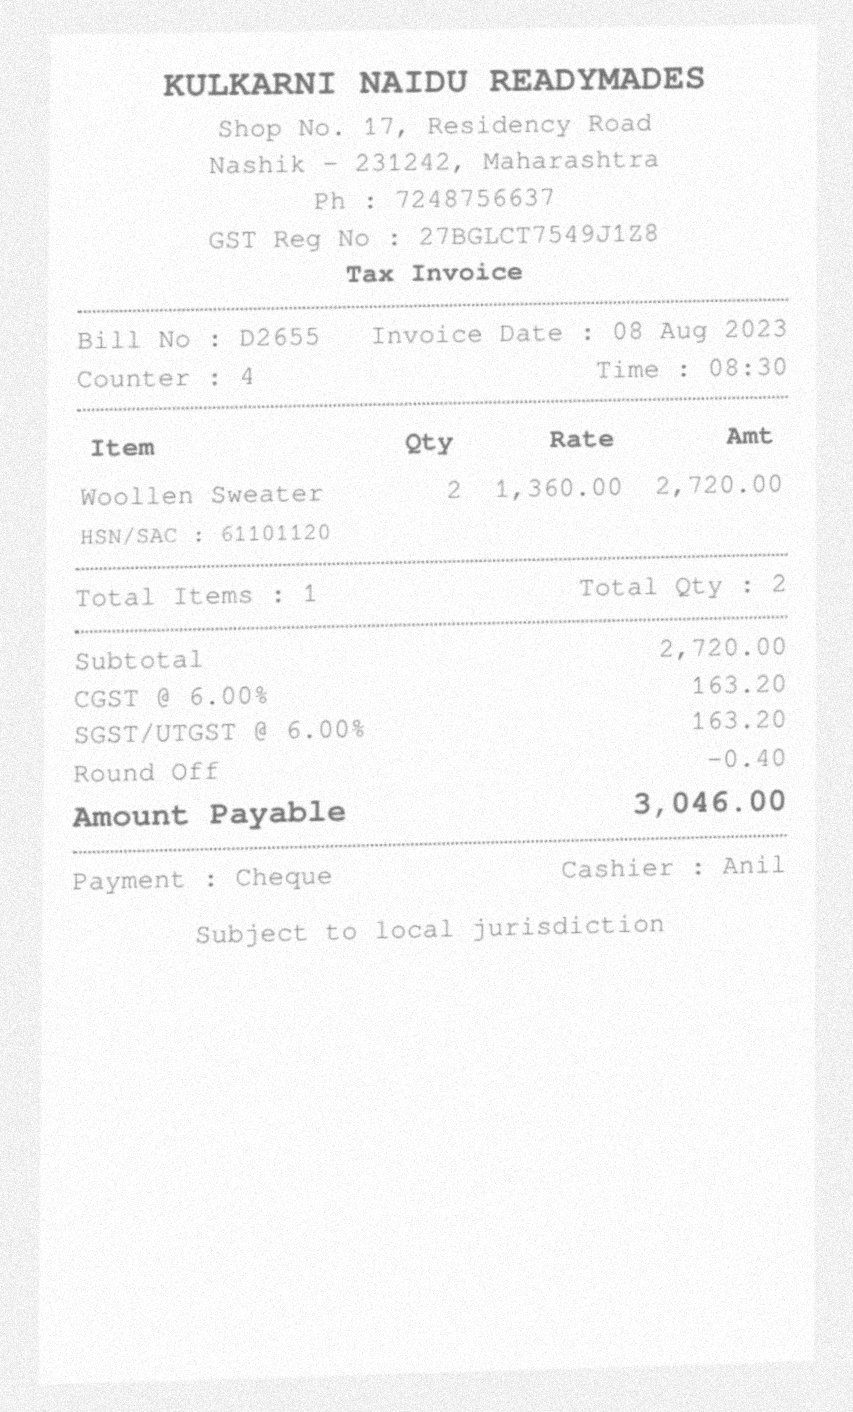 KULKARNI NAIDU READYMADES
Shop No. 17, Residency Road
Nashik - 231242, Maharashtra
Ph : 7248756637
GST Reg No : 27BGLCT7549J1Z8
Tax Invoice
Bill No : D2655 Invoice Date : 08 Aug 2023
Counter : 4 Time : 08:30
Item Qty Rate Amt
Woollen Sweater 2 1,360.00 2,720.00
HSN/SAC : 61101120
Total Items : 1 Total Qty : 2
Subtotal 2,720.00
CGST @ 6.00% 163.20
SGST/UTGST @ 6.00% 163.20
Round Off -0.40
Amount Payable 3,046.00
Payment : Cheque Cashier : Anil
Subject to local jurisdiction